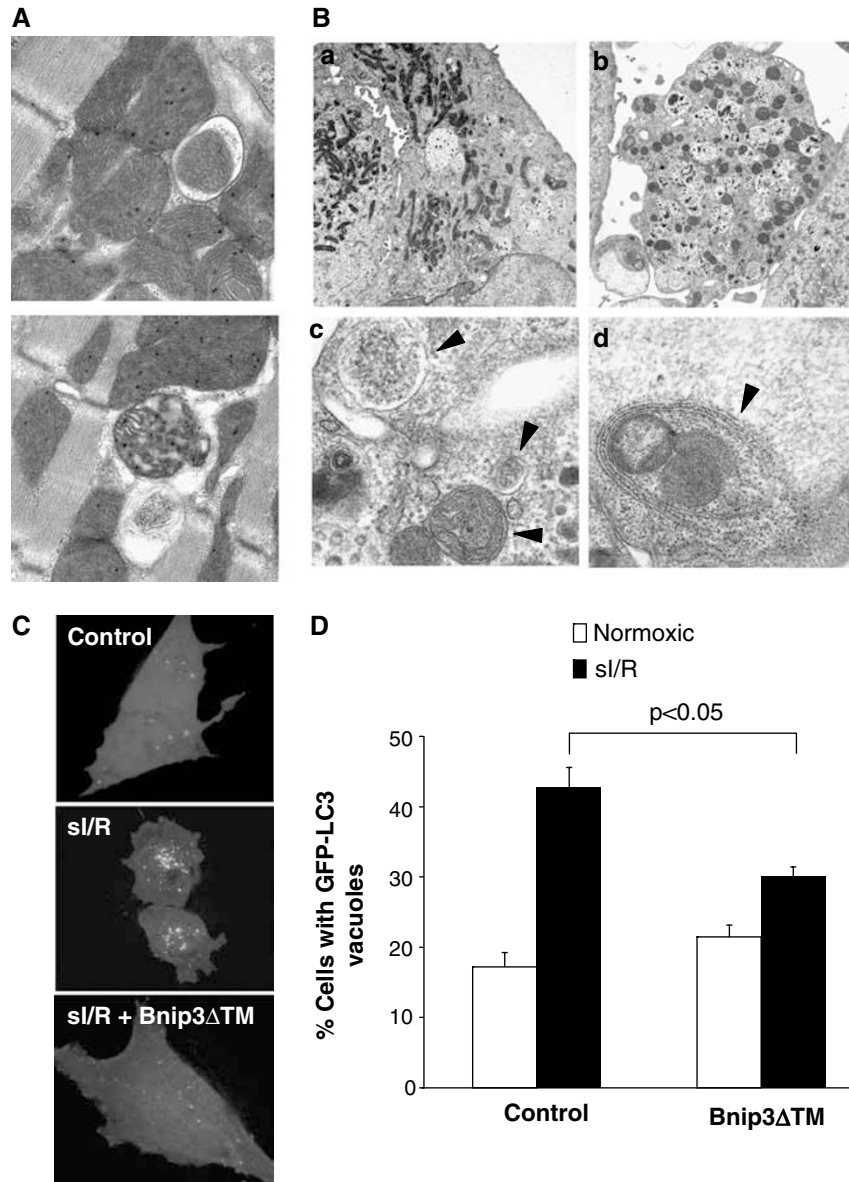 A
B
a
b
c
d
C
Control
sI/R
sI/R + Bnip3ΔTM
D
Normoxic
sI/R
p<0.05
% Cells with GFP-LC3
vacuoles
50
40
30
20
10
0
Control
Bnip3ΔTM